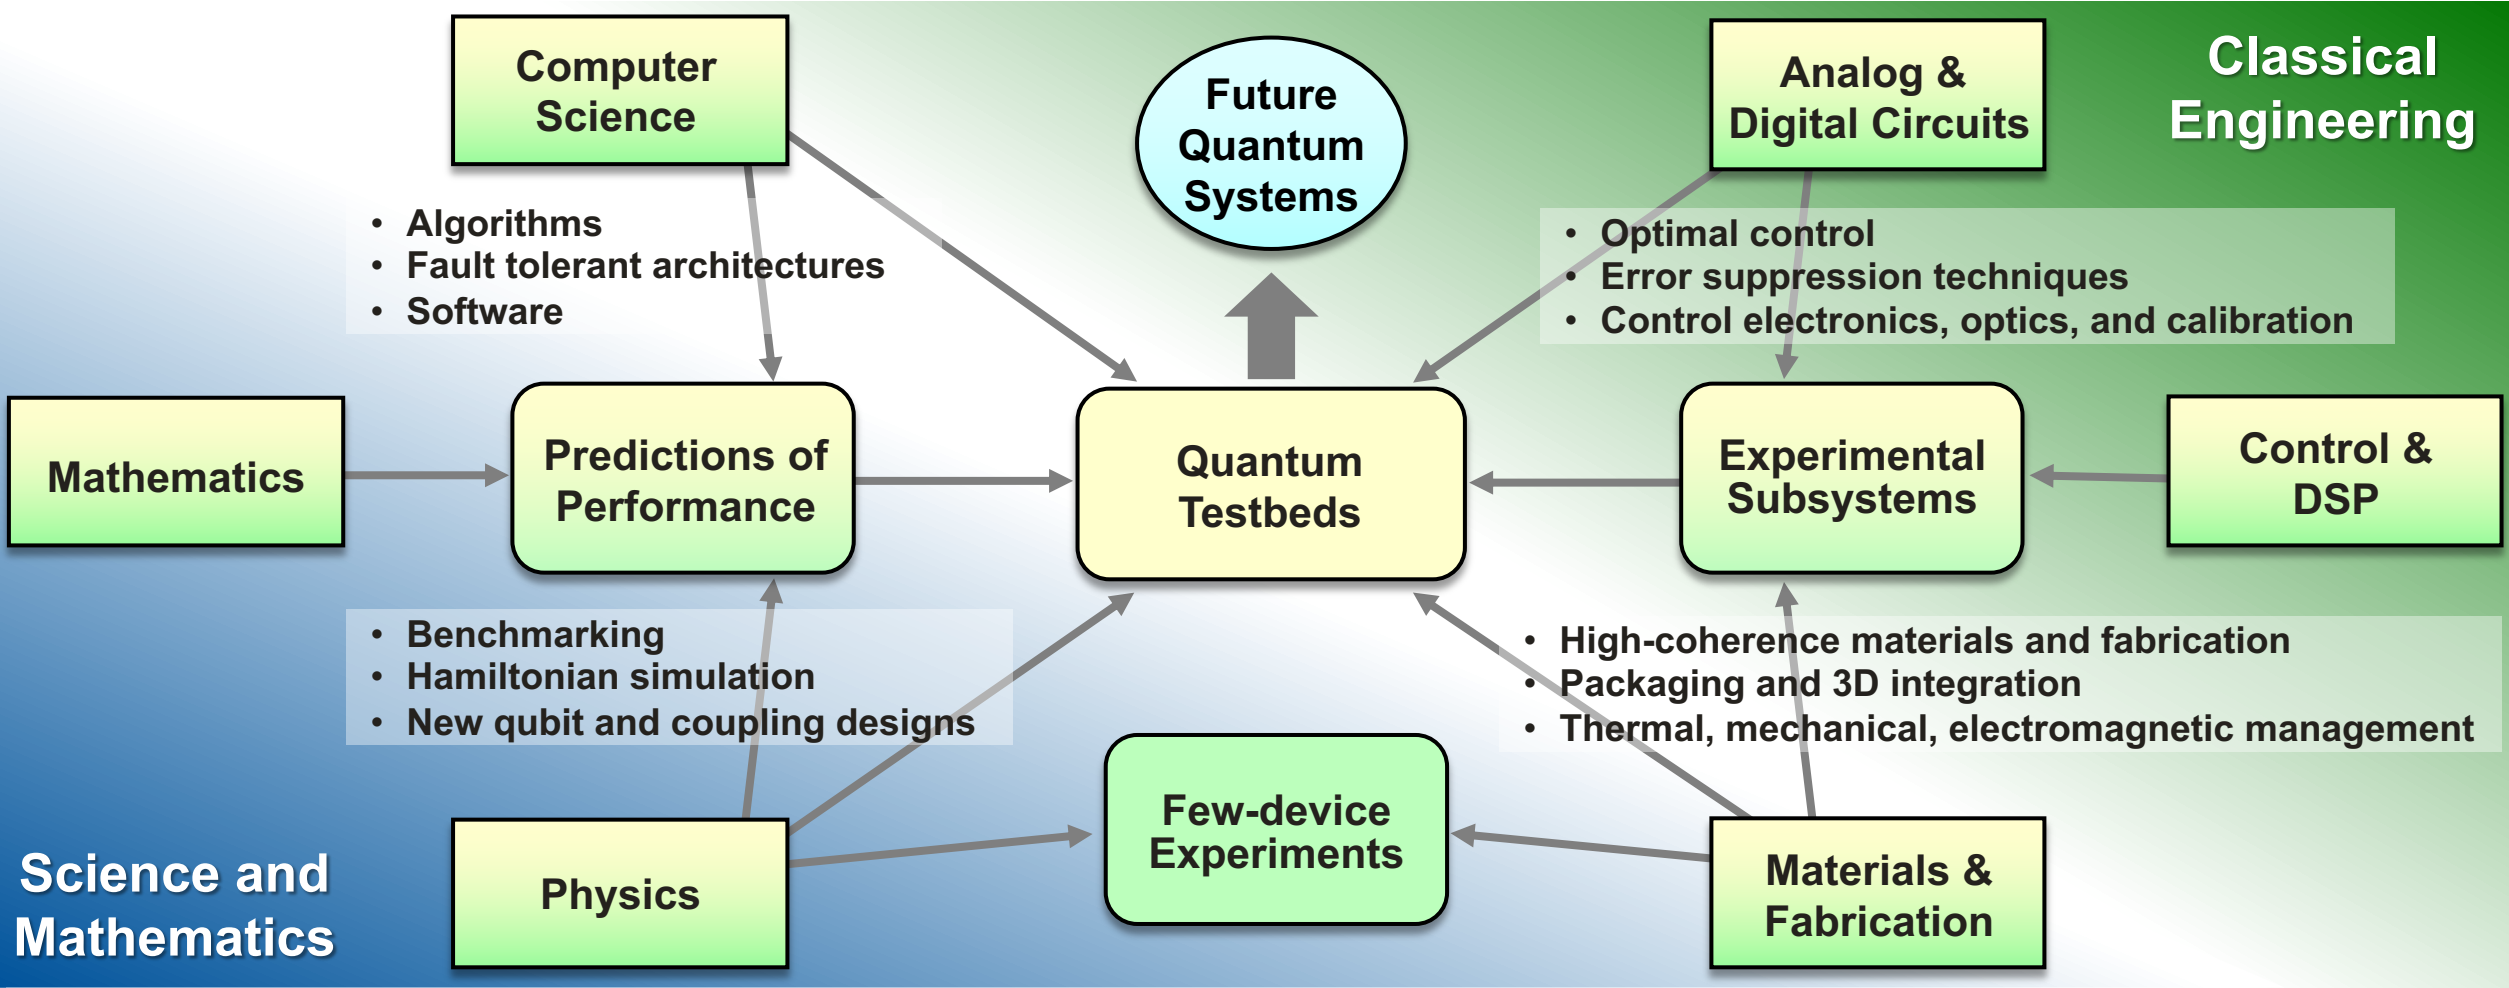 Computer
Science
Future
Quantum
Systems
Analog &
Digital Circuits
Classical
Engineering
• Algorithms
• Fault tolerant architectures
• Software
• Optimal control
• Error suppression techniques
• Control electronics, optics, and calibration
Mathematics
Predictions of
Performance
Quantum
Testbeds
Experimental
Subsystems
Control &
DSP
• Benchmarking
• Hamiltonian simulation
• New qubit and coupling designs
• High-coherence materials and fabrication
• Packaging and 3D integration
• Thermal, mechanical, electromagnetic management
Science and
Mathematics
Physics
Few-device
Experiments
Materials &
Fabrication